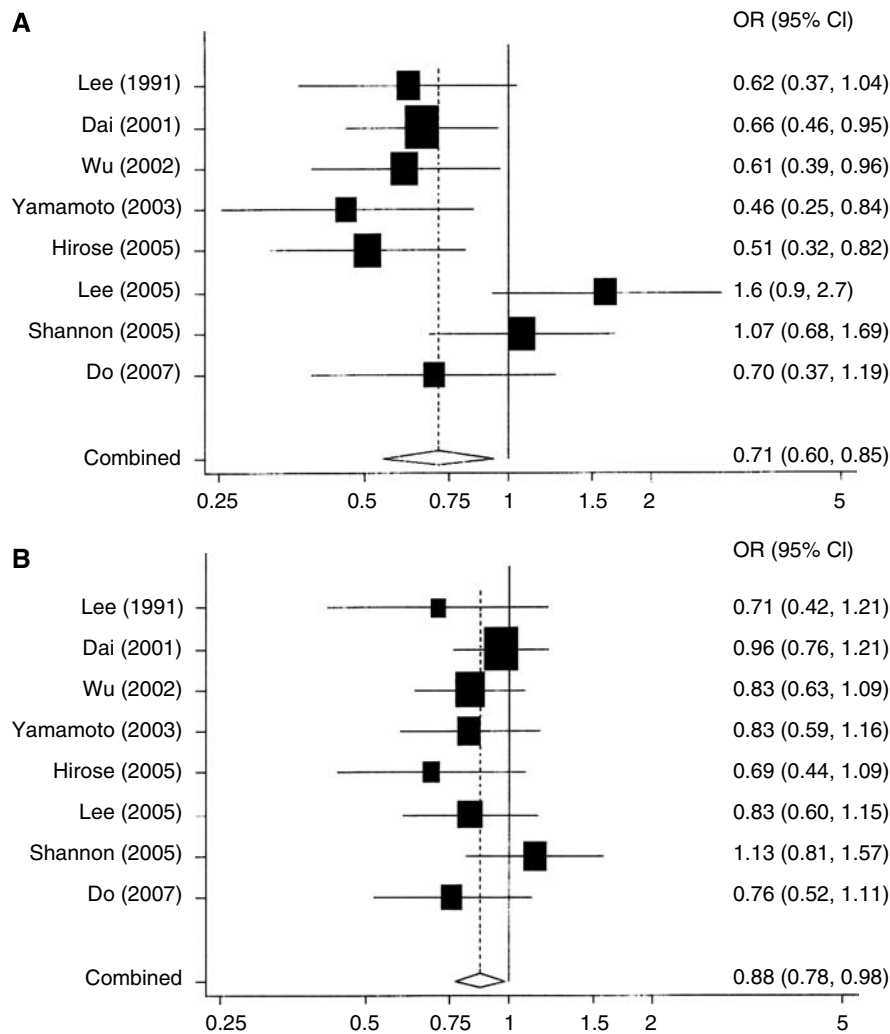 A
OR (95% CI)
Lee (1991) 0.62 (0.37, 1.04)
Dai (2001) 0.66 (0.46, 0.95)
Wu (2002) 0.61 (0.39, 0.96)
Yamamoto (2003) 0.46 (0.25, 0.84)
Hirose (2005) 0.51 (0.32, 0.82)
Lee (2005) 1.6 (0.9, 2.7)
Shannon (2005) 1.07 (0.68, 1.69)
Do (2007) 0.70 (0.37, 1.19)
Combined 0.71 (0.60, 0.85)
0.25 0.5 0.75 1 1.5 2 5
B
OR (95% CI)
Lee (1991) 0.71 (0.42, 1.21)
Dai (2001) 0.96 (0.76, 1.21)
Wu (2002) 0.83 (0.63, 1.09)
Yamamoto (2003) 0.83 (0.59, 1.16)
Hirose (2005) 0.69 (0.44, 1.09)
Lee (2005) 0.83 (0.60, 1.15)
Shannon (2005) 1.13 (0.81, 1.57)
Do (2007) 0.76 (0.52, 1.11)
Combined 0.88 (0.78, 0.98)
0.25 0.5 0.75 1 1.5 2 5